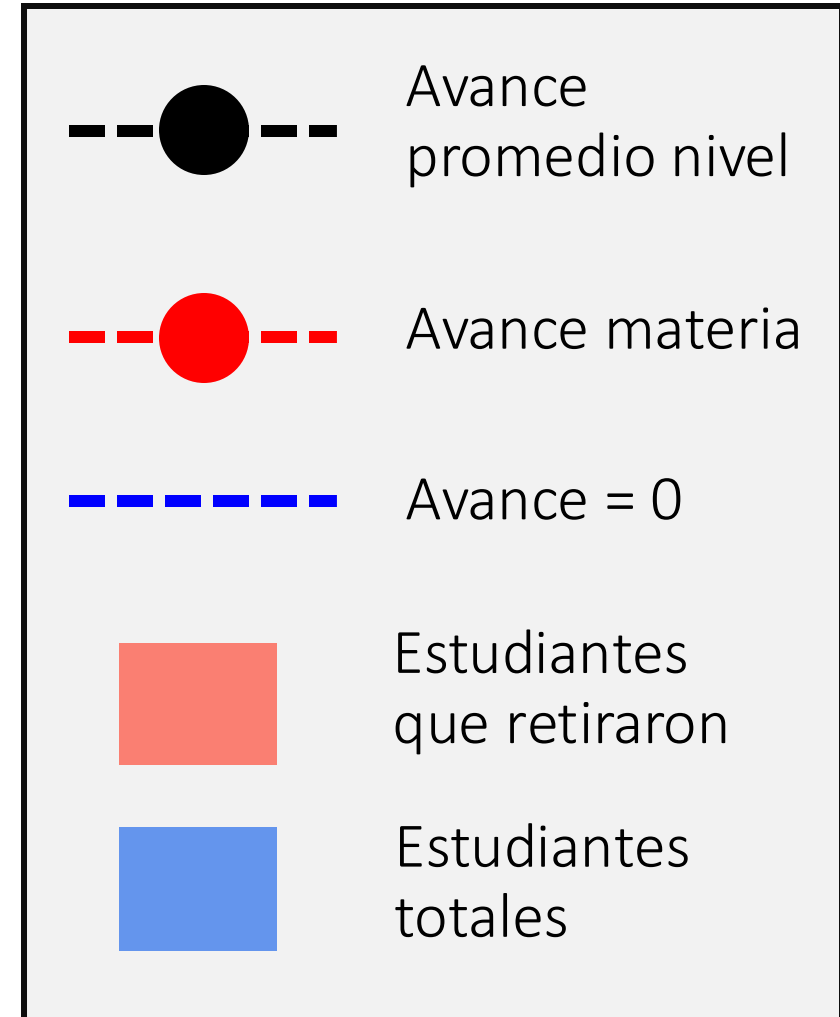 Avance
promedio nivel
Avance materia
Avance = 0
Estudiantes
que retiraron
Estudiantes
totales